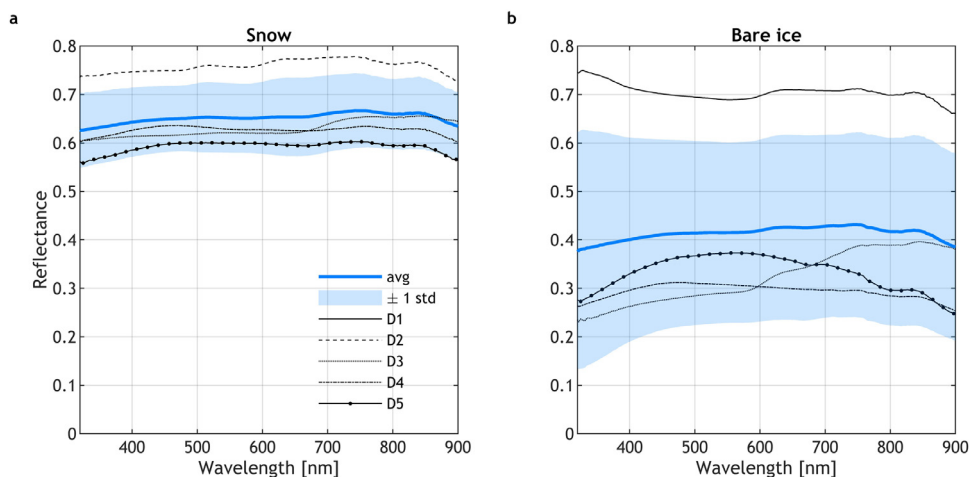 a
Snow
0.8
0.7
0.6
0.5
0.4
0.3
0.2
0.1
0
Reflectance
400 500 600 700 800 900
Wavelength [nm]
avg
± 1 std
D1
D2
D3
D4
D5
b
Bare ice
0.8
0.7
0.6
0.5
0.4
0.3
0.2
0.1
0
400 500 600 700 800 900
Wavelength [nm]